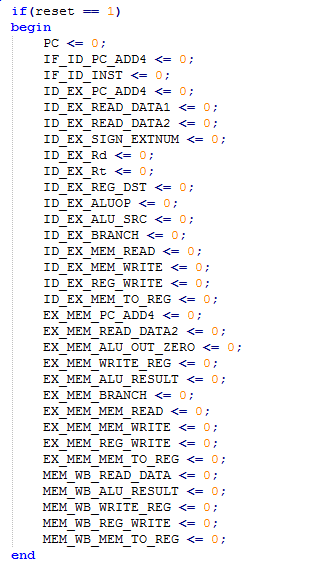 if(reset == 1)
begin
PC <= 0;
IF_ID_PC_ADD4 <= 0;
IF_ID_INST <= 0;
ID_EX_PC_ADD4 <= 0;
ID_EX_READ_DATA1 <= 0;
ID_EX_READ_DATA2 <= 0;
ID_EX_SIGN_EXTNUM <= 0;
ID_EX_Rd <= 0;
ID_EX_Rt <= 0;
ID_EX_REG_DST <= 0;
ID_EX_ALUOP <= 0;
ID_EX_ALU_SRC <= 0;
ID_EX_BRANCH <= 0;
ID_EX_MEM_READ <= 0;
ID_EX_MEM_WRITE <= 0;
ID_EX_REG_WRITE <= 0;
ID_EX_MEM_TO_REG <= 0;
EX_MEM_PC_ADD4 <= 0;
EX_MEM_READ_DATA2 <= 0;
EX_MEM_ALU_OUT_ZERO <= 0;
EX_MEM_WRITE_REG <= 0;
EX_MEM_ALU_RESULT <= 0;
EX_MEM_BRANCH <= 0;
EX_MEM_MEM_READ <= 0;
EX_MEM_MEM_WRITE <= 0;
EX_MEM_REG_WRITE <= 0;
EX_MEM_MEM_TO_REG <= 0;
MEM_WB_READ_DATA <= 0;
MEM_WB_ALU_RESULT <= 0;
MEM_WB_WRITE_REG <= 0;
MEM_WB_REG_WRITE <= 0;
MEM_WB_MEM_TO_REG <= 0;
end